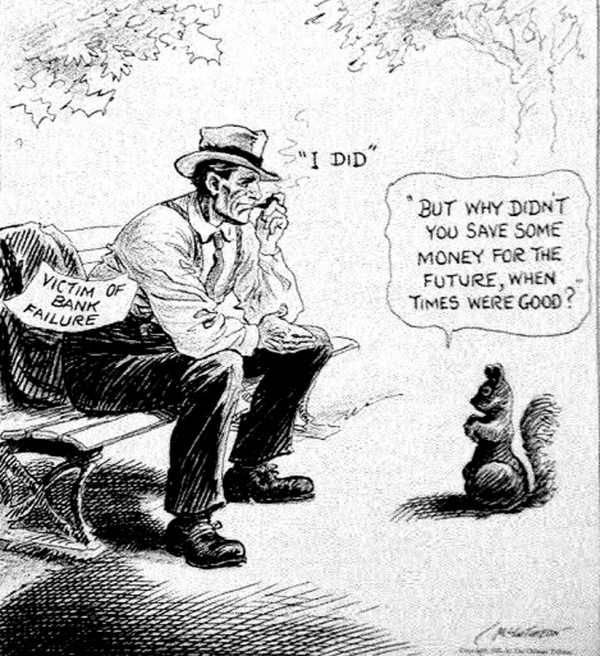 "BUT WHY DIDN'T
YOU SAVE SOME
MONEY FOR THE
FUTURE, WHEN
TIMES WERE GOOD?"
"I DID"
VICTIM OF
BANK
FAILURE